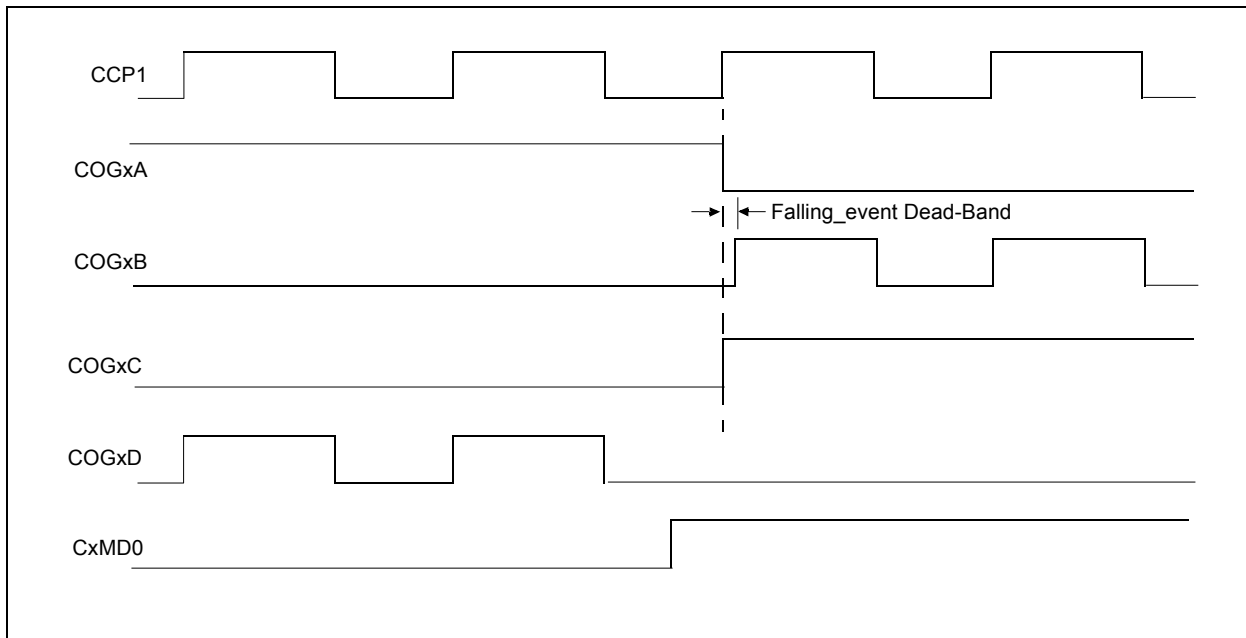 CCP1
COGxA
Falling_event Dead-Band
COGxB
COGxC
COGxD
CxMD0